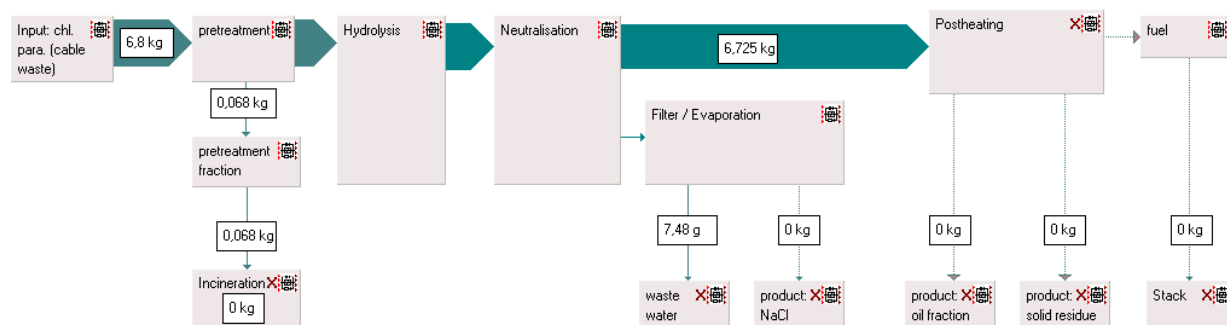 Input: chl.
para. (cable
waste)
6,8 kg
pretreatment
Hydrolysis
Neutralisation
6,725 kg
Postheating
fuel
0,068 kg
pretreatment
fraction
Filter / Evaporation
0,068 kg
7,48 g
0 kg
0 kg
0 kg
0 kg
Incineration
0 kg
waste
water
product:
NaCl
product:
oil fraction
product:
solid residue
Stack